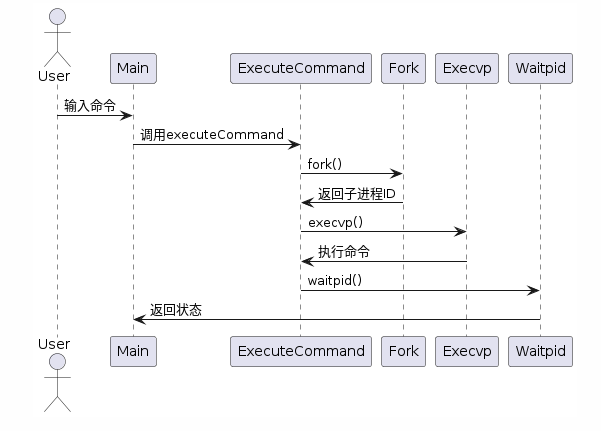 User
Main
ExecuteCommand
Fork
Execvp
Waitpid
输入命令
调用executeCommand
fork()
返回子进程ID
execvp()
执行命令
waitpid()
返回状态
User
Main
ExecuteCommand
Fork
Execvp
Waitpid